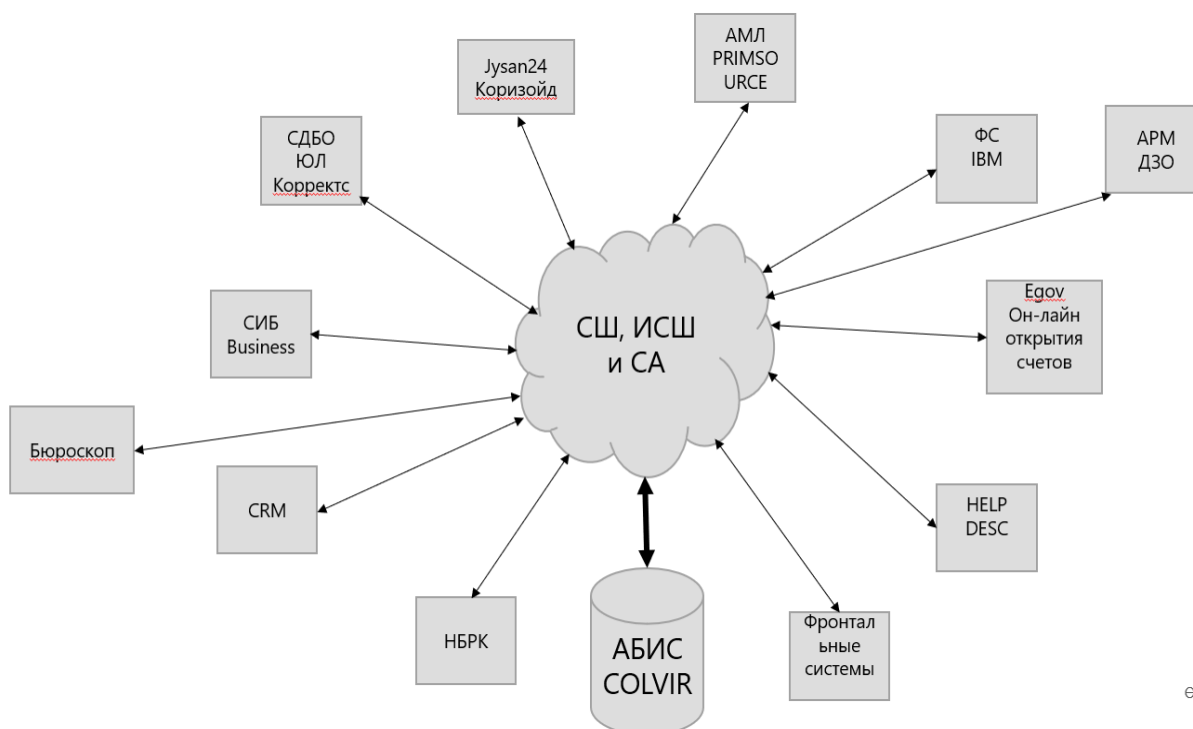 АМЛ
PRIMSO
URCE
Jysan24
Коризойд
СДБО
ЮЛ
Корректс
ФС
IBM
АРМ
ДЗО
СИБ
Business
СШ, ИСШ
и СА
Egov
Он-лайн
открытия
счетов
Бюроскоп
CRM
HELP
DESC
НБРК
АБИС
COLVIR
Фронтал
ьные
системы